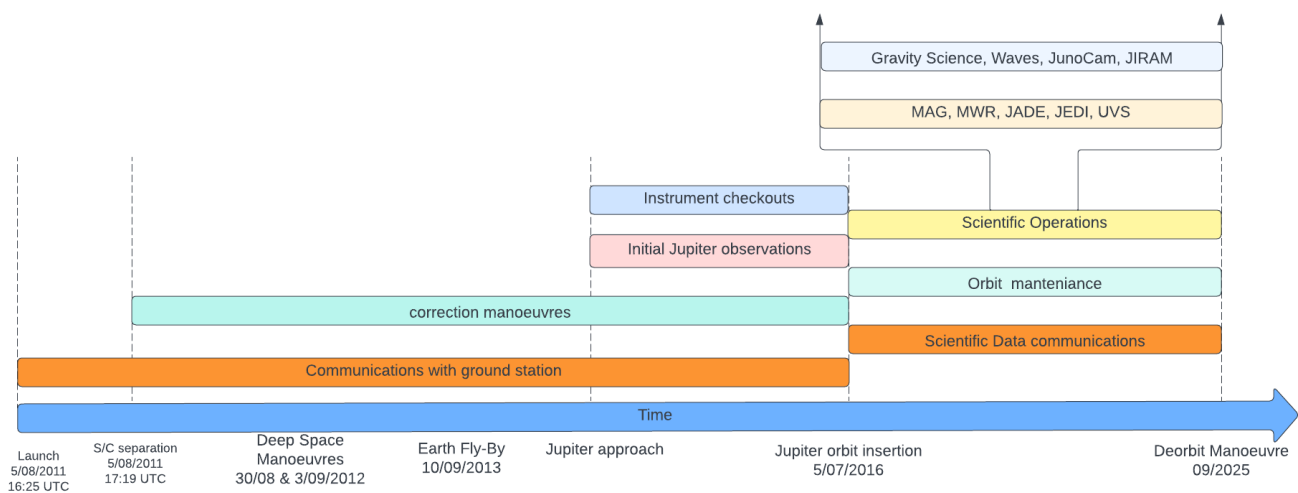 Gravity Science, Waves, JunoCam, JIRAM
MAG, MWR, JADE, JEDI, UVS
Instrument checkouts
Scientific Operations
Initial Jupiter observations
Orbit manteniance
correction manoeuvres
Scientific Data communications
Communications with ground station
Time
Launch
5/08/2011
16:25 UTC
S/C separation
5/08/2011
17:19 UTC
Deep Space
Manoeuvres
30/08 & 3/09/2012
Earth Fly-By
10/09/2013
Jupiter approach
Jupiter orbit insertion
5/07/2016
Deorbit Manoeuvre
09/2025